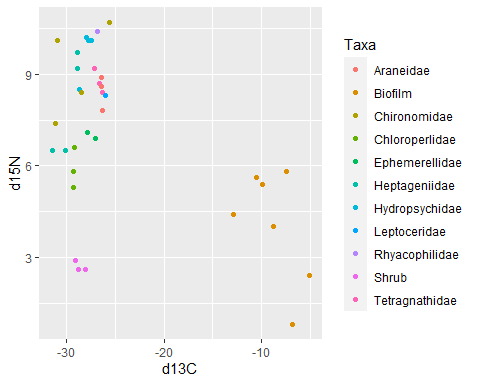 Taxa
Araneidae
Biofilm
Chironomidae
Chloroperlidae
Ephemerellidae
Heptageniidae
Hydropsychidae
Leptoceridae
Rhyacophilidae
Shrub
Tetragnathidae
d15N
9
6
3
-30
-20
-10
d13C